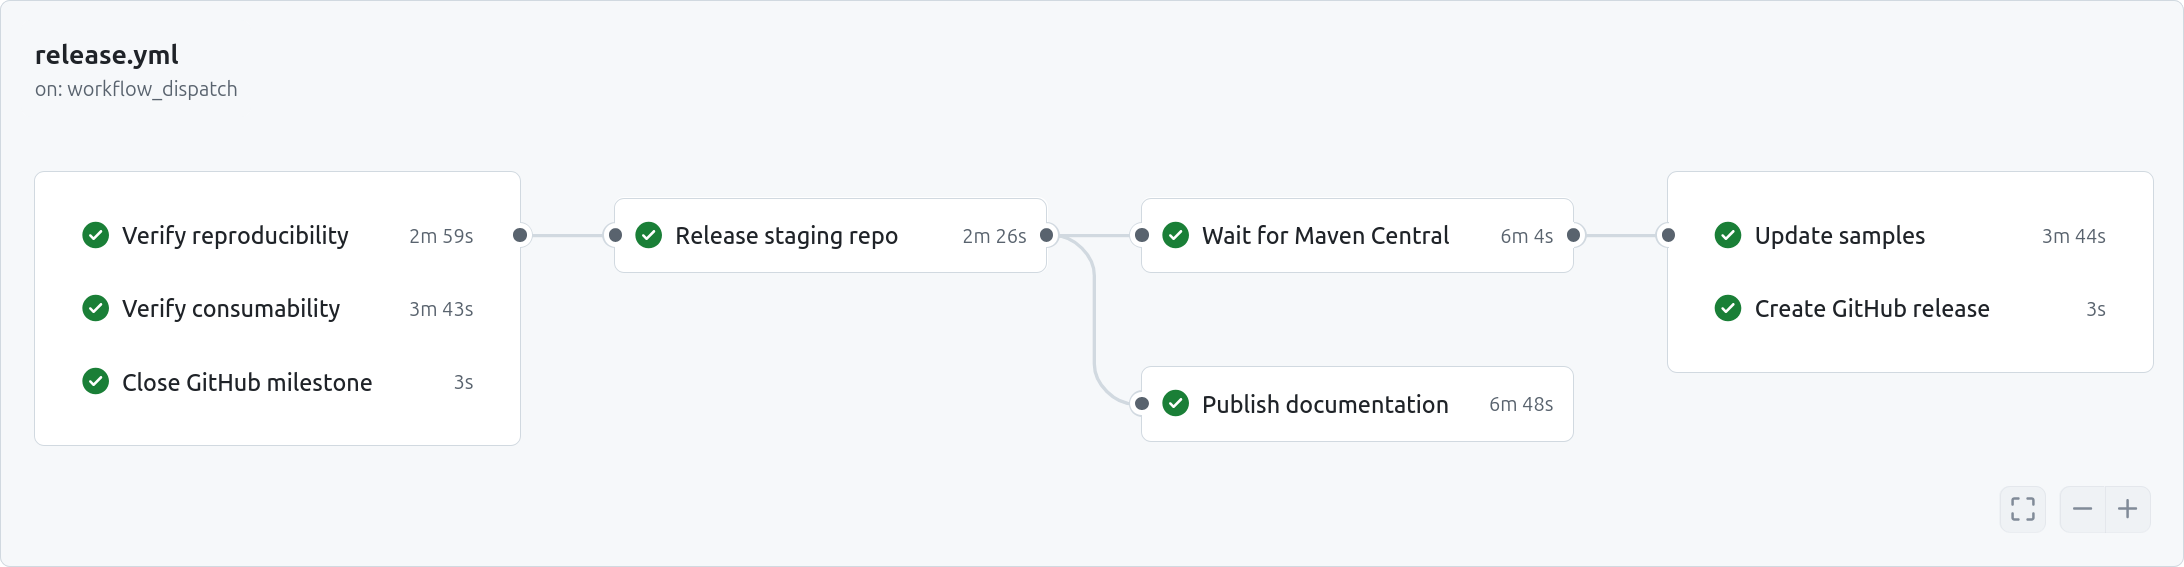 release.yml
on: workflow_dispatch
Verify reproducibility 2m 59s
Verify consumability 3m 43s
Close GitHub milestone 3s
Release staging repo 2m 26s
Wait for Maven Central 6m 4s
Publish documentation 6m 48s
Update samples 3m 44s
Create GitHub release 3s